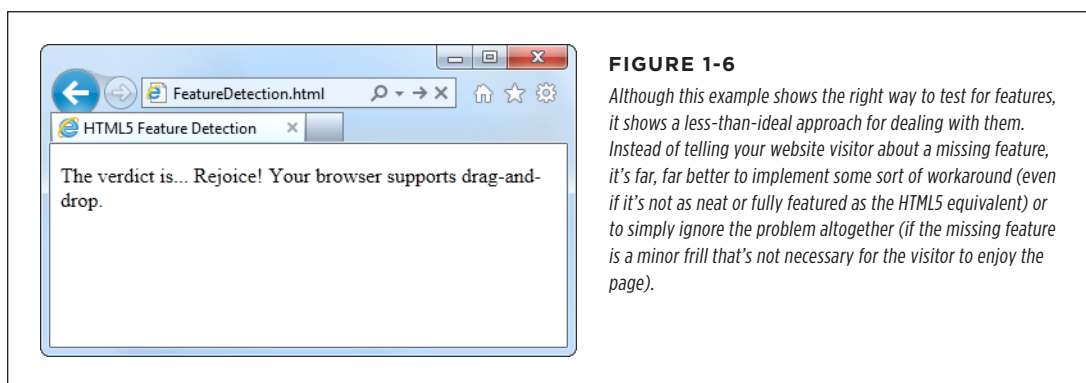 FeatureDetection.html
HTML5 Feature Detection
The verdict is... Rejoice! Your browser supports drag-and-
drop.
FIGURE 1-6
Although this example shows the right way to test for features,
it shows a less-than-ideal approach for dealing with them.
Instead of telling your website visitor about a missing feature,
it's far, far better to implement some sort of workaround (even
if it's not as neat or fully featured as the HTML5 equivalent) or
to simply ignore the problem altogether (if the missing feature
is a minor frill that's not necessary for the visitor to enjoy the
page).